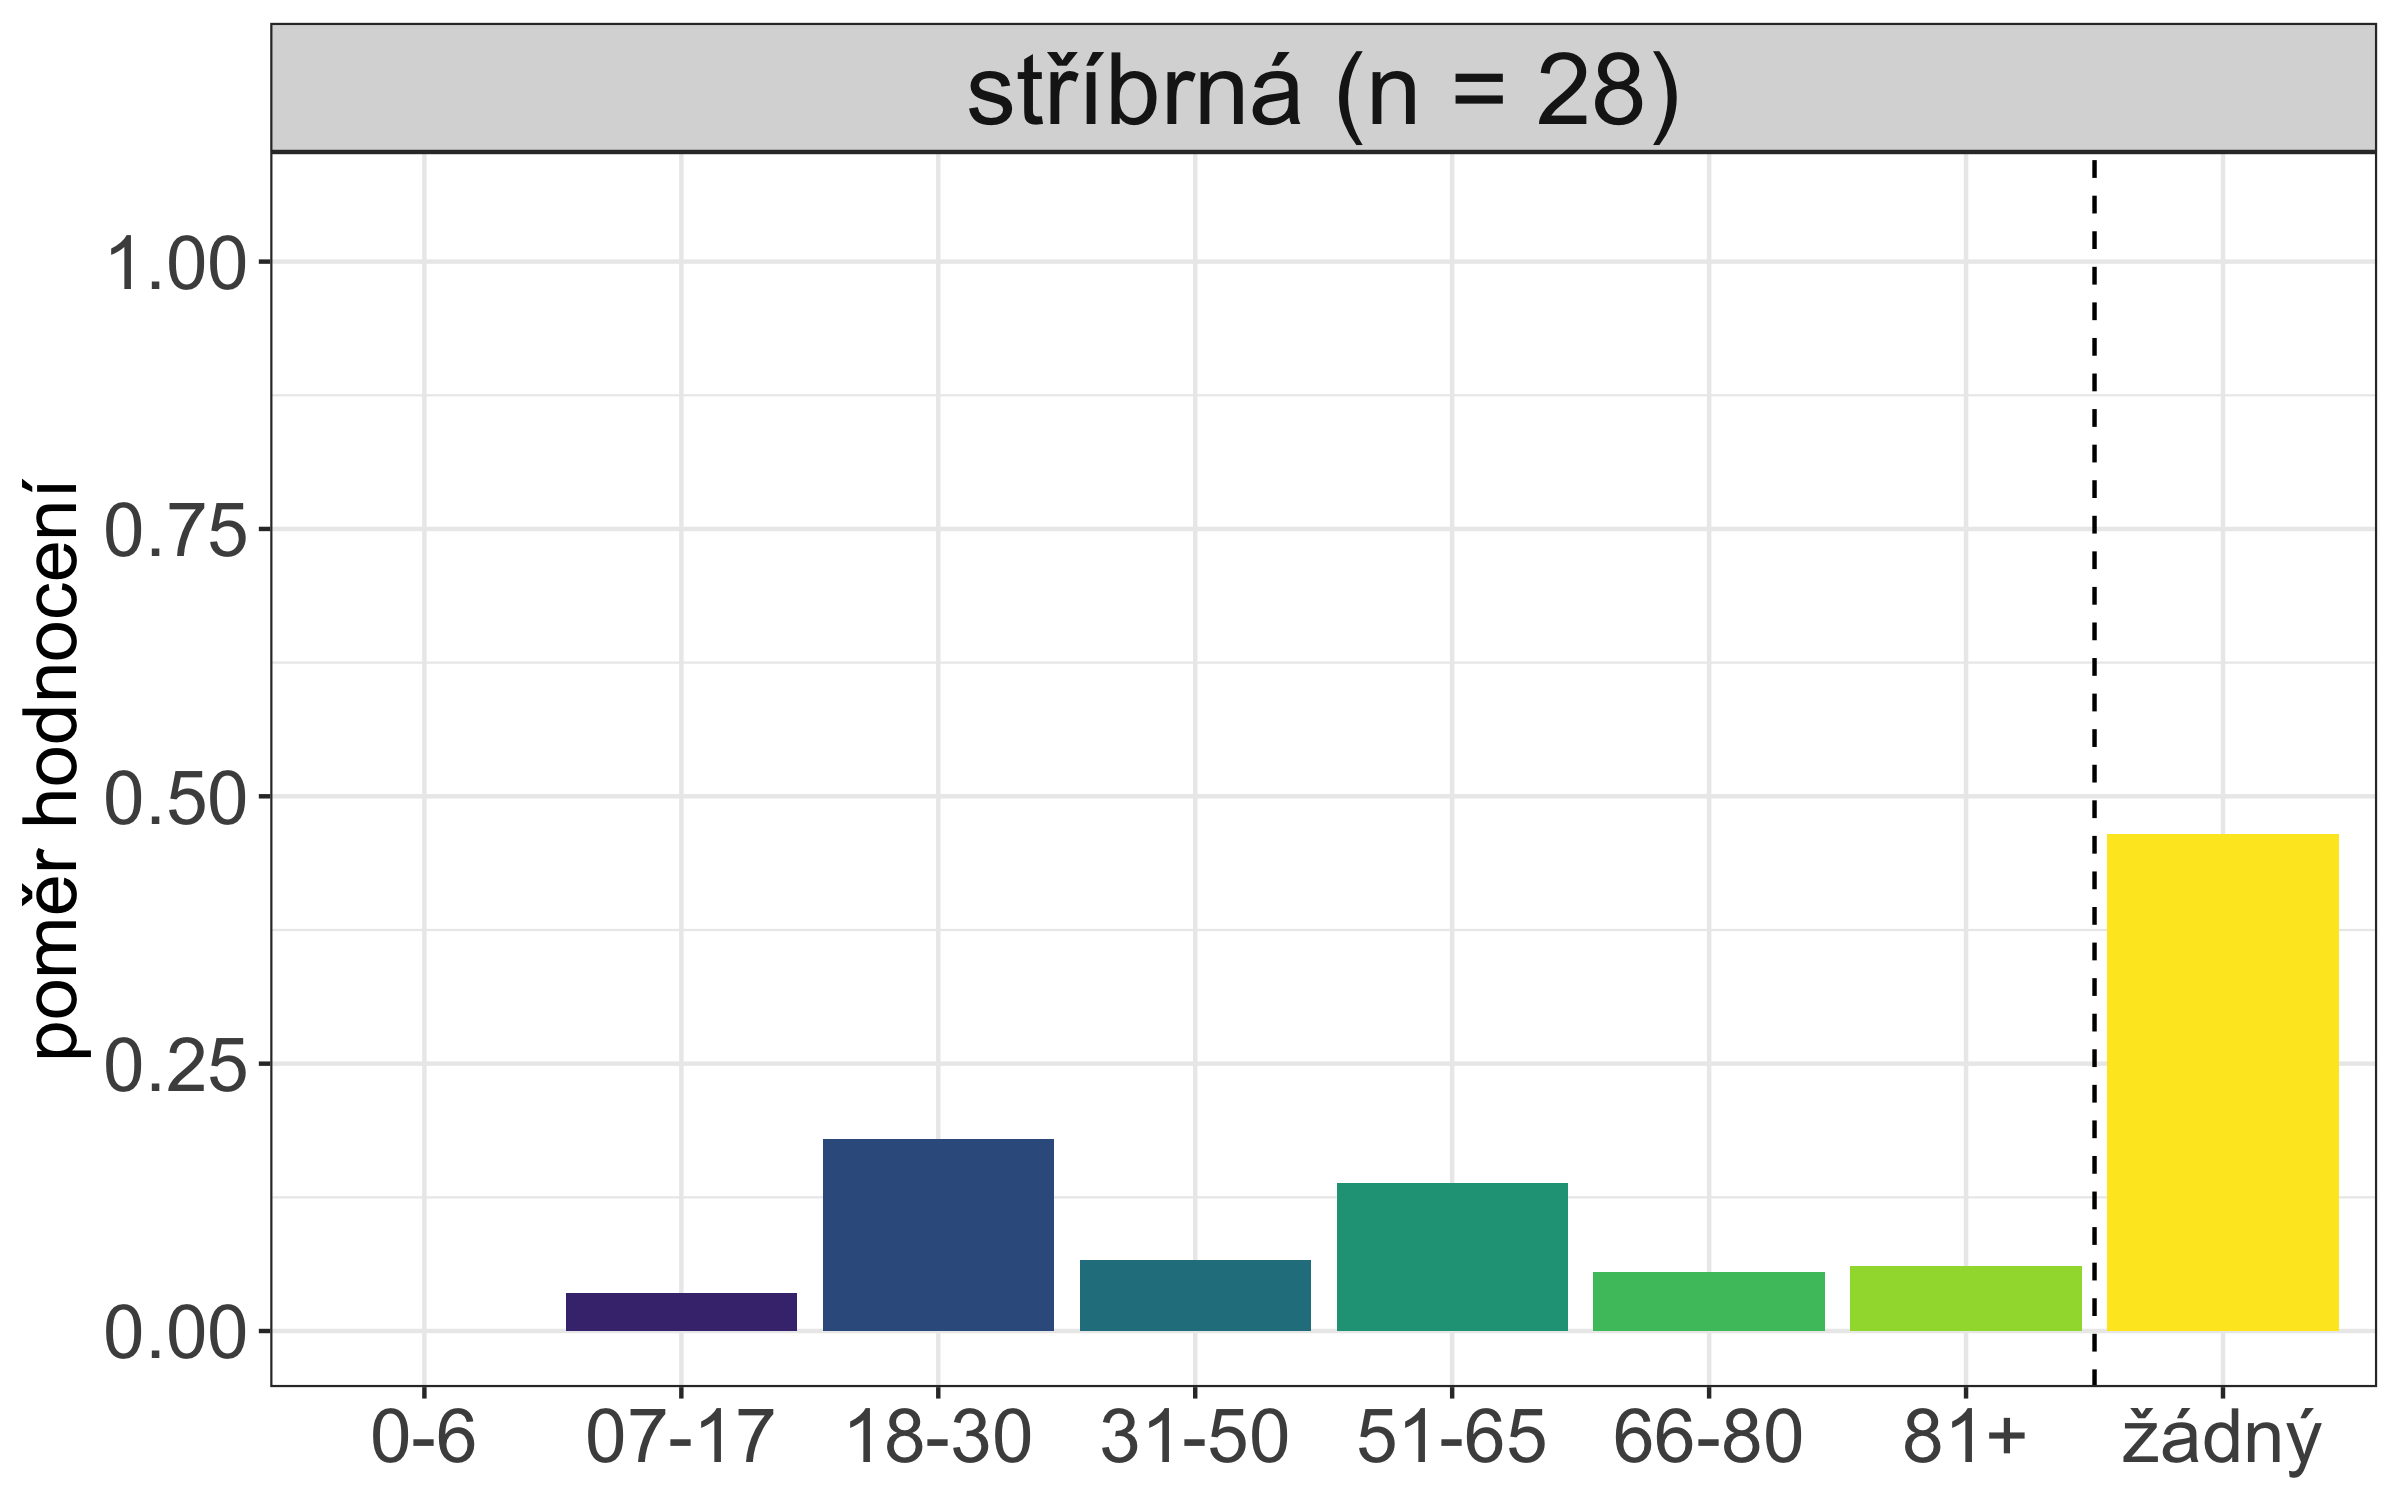 stříbrná (n = 28)
poměr hodnocení
1.00
0.75
0.50
0.25
0.00
0-6 07-17 18-30 31-50 51-65 66-80 81+ žádný